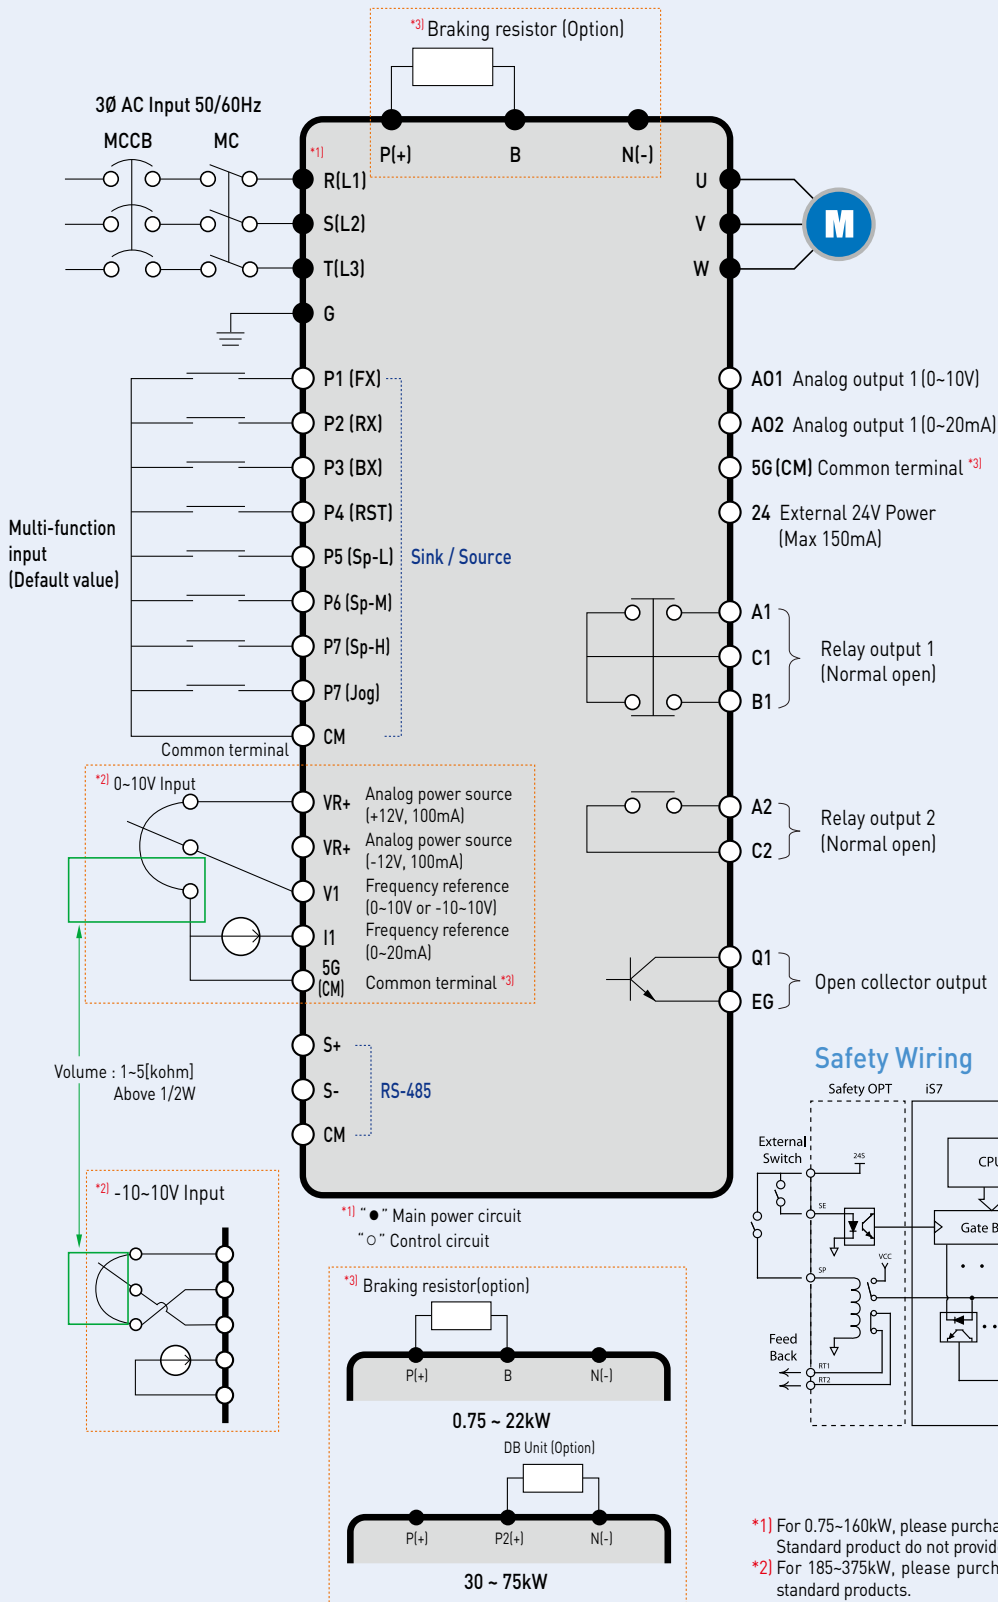 *3) Braking resistor (Option)
3Ø AC Input 50/60Hz
MCCB
MC
*1)
P(+)
B
N(-)
R(L1)
S(L2)
T(L3)
G
U
V
W
M
Multi-function
input
(Default value)
P1 (FX)
P2 (RX)
P3 (BX)
P4 (RST)
P5 (Sp-L)
P6 (Sp-M)
P7 (Sp-H)
P7 (Jog)
CM
Sink / Source
Common terminal
AO1 Analog output 1 (0~10V)
AO2 Analog output 1 (0~20mA)
5G (CM) Common terminal *3)
24 External 24V Power
(Max 150mA)
A1
C1
B1
Relay output 1
(Normal open)
A2
C2
Relay output 2
(Normal open)
Q1
EG
Open collector output
*2) 0~10V Input
VR+ Analog power source
(+12V, 100mA)
VR+ Analog power source
(-12V, 100mA)
V1 Frequency reference
(0~10V or -10~10V)
I1 Frequency reference
(0~20mA)
5G
(CM) Common terminal *3)
S+
S-
CM
RS-485
Volume : 1~5[kohm]
Above 1/2W
*2) -10~10V Input
*1) "●" Main power circuit
"○" Control circuit
*3) Braking resistor(option)
P(+)
B
N(-)
0.75 ~ 22kW
DB Unit (Option)
P(+)
P2(+)
N(-)
30 ~ 75kW
Safety Wiring
Safety OPT
iS7
External
Switch
24S
SE
SP
VCC
CPU
Gate B
Feed
Back
RT1
RT2
*1) For 0.75~160kW, please purcha
Standard product do not provid
*2) For 185~375kW, please purch
standard products.